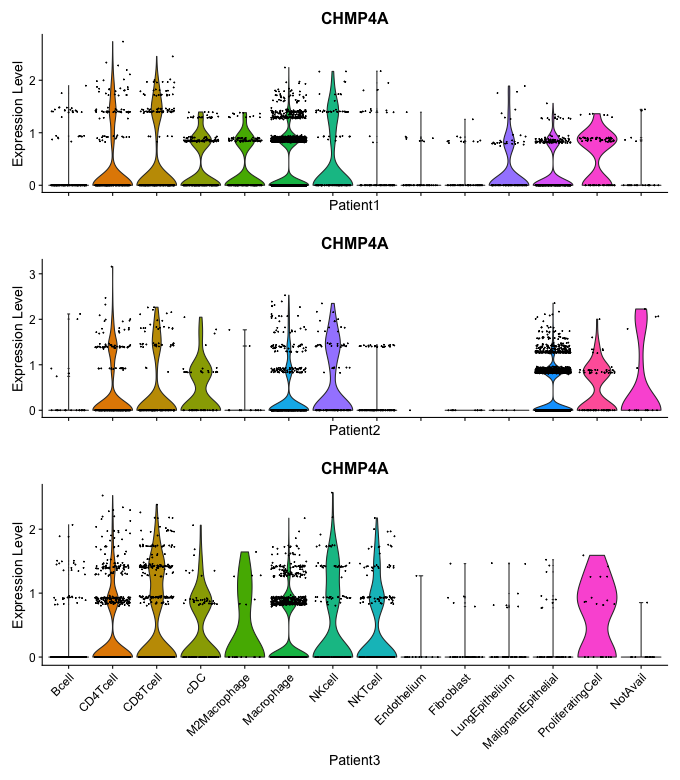 CHMP4A
Expression Level
2
1
0
Patient1
CHMP4A
Expression Level
3
2
1
0
Patient2
CHMP4A
Expression Level
2
1
0
Bcell
CD4Tcell
CD8Tcell
cDC
M2Macrophage
Macrophage
NKcell
NKTcell
Endothelium
Fibroblast
LungEpithelium
MalignantEpithelial
ProliferatingCell
NotAvail
Patient3